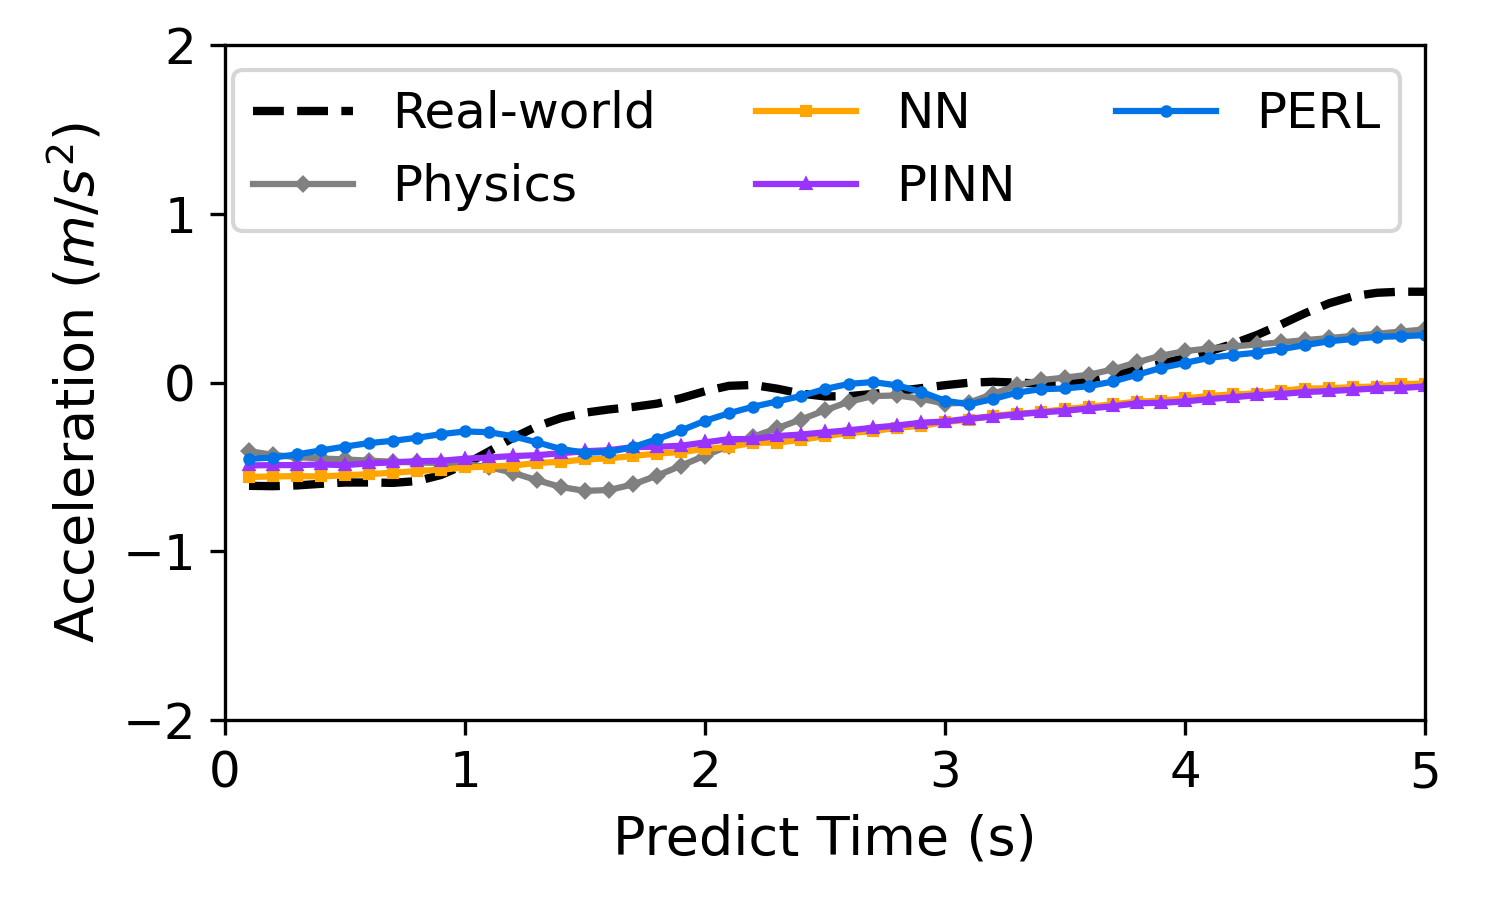 Real-world
Physics
NN
PINN
PERL
2
1
0
−1
−2
Acceleration (m/s²)
0 1 2 3 4 5
Predict Time (s)